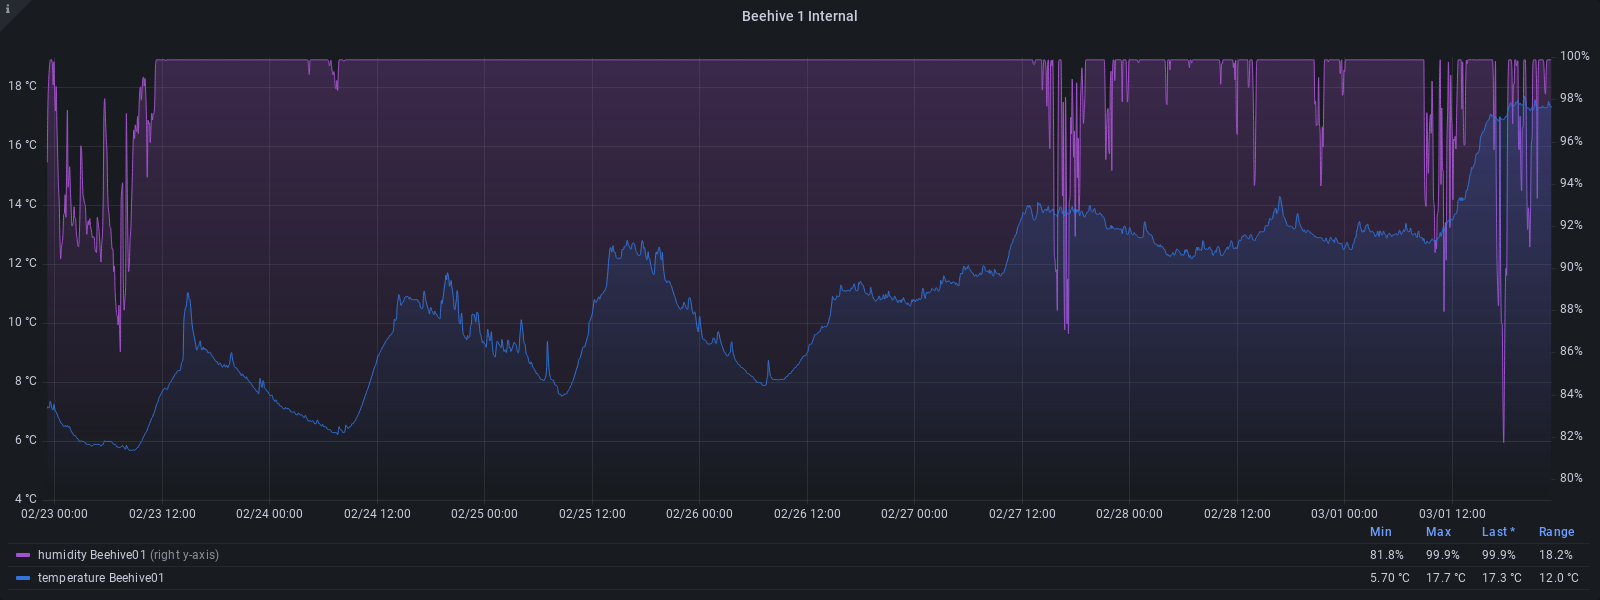 i
Beehive 1 Internal
18 °C
16 °C
14 °C
12 °C
10 °C
8 °C
6 °C
4 °C
100%
98%
96%
94%
92%
90%
88%
86%
84%
82%
80%
02/23 00:00 02/23 12:00 02/24 00:00 02/24 12:00 02/25 00:00 02/25 12:00 02/26 00:00 02/26 12:00 02/27 00:00 02/27 12:00 02/28 00:00 02/28 12:00 03/01 00:00 03/01 12:00
Min Max Last * Range
humidity Beehive01 (right y-axis) 81.8% 99.9% 99.9% 18.2%
temperature Beehive01 5.70 °C 17.7 °C 17.3 °C 12.0 °C